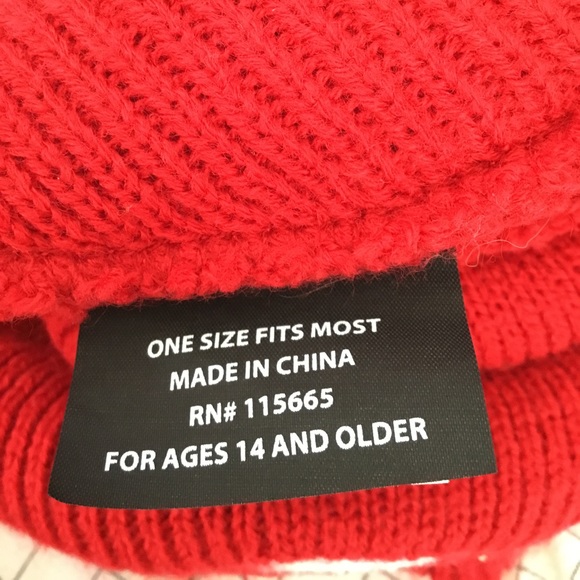 ONE SIZE FITS MOST
MADE IN CHINA
RN# 115665
FOR AGES 14 AND OLDER